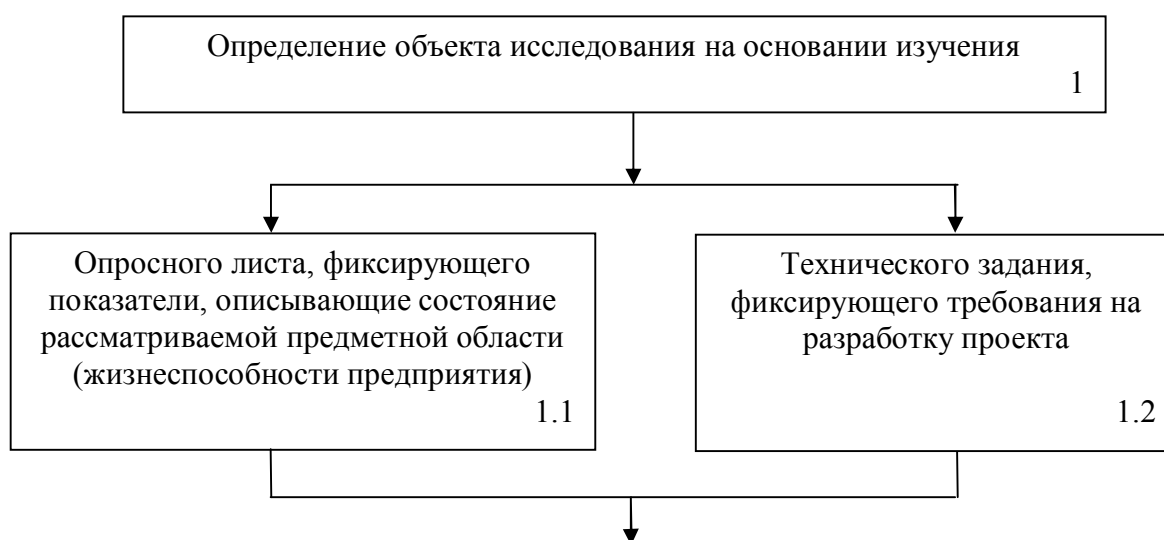 Определение объекта исследования на основании изучения
1
Опросного листа, фиксирующего
показатели, описывающие состояние
рассматриваемой предметной области
(жизнеспособности предприятия)
1.1
Технического задания,
фиксирующего требования на
разработку проекта
1.2